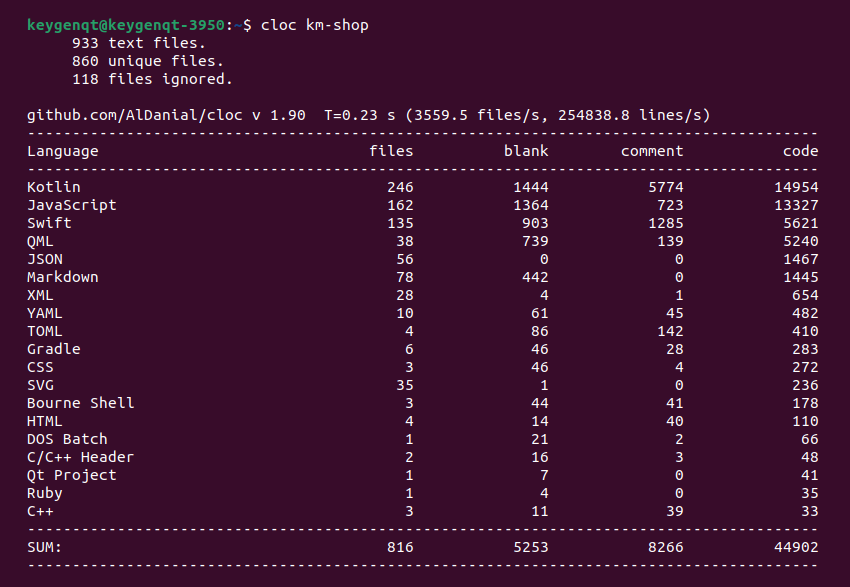 keygenqt@keygenqt-3950:~$ cloc km-shop
933 text files.
860 unique files.
118 files ignored.
github.com/AlDanial/cloc v 1.90 T=0.23 s (3559.5 files/s, 254838.8 lines/s)
-------------------------------------------------------------------------------
Language files blank comment code
-------------------------------------------------------------------------------
Kotlin 246 1444 5774 14954
JavaScript 162 1364 723 13327
Swift 135 903 1285 5621
QML 38 739 139 5240
JSON 56 0 0 1467
Markdown 78 442 0 1445
XML 28 4 1 654
YAML 10 61 45 482
TOML 4 86 142 410
Gradle 6 46 28 283
CSS 3 46 4 272
SVG 35 1 0 236
Bourne Shell 3 44 41 178
HTML 4 14 40 110
DOS Batch 1 21 2 66
C/C++ Header 2 16 3 48
Qt Project 1 7 0 41
Ruby 1 4 0 35
C++ 3 11 39 33
-------------------------------------------------------------------------------
SUM: 816 5253 8266 44902
-------------------------------------------------------------------------------